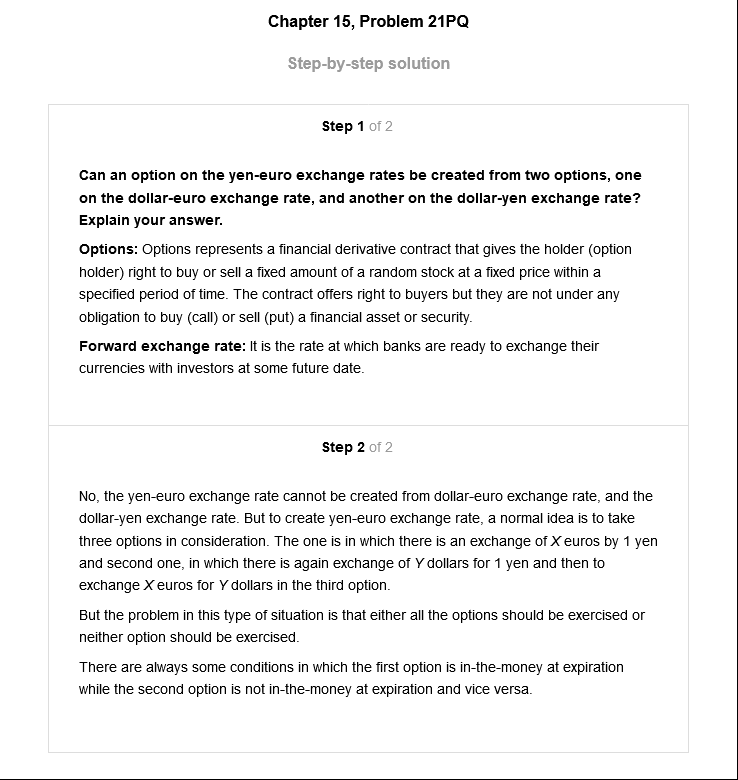 Chapter 15, Problem 21PQ
Step-by-step solution
Step 1 of 2
Can an option on the yen-euro exchange rates be created from two options, one
on the dollar-euro exchange rate, and another on the dollar-yen exchange rate?
Explain your answer.
Options: Options represents a financial derivative contract that gives the holder (option
holder) right to buy or sell a fixed amount of a random stock at a fixed price within a
specified period of time. The contract offers right to buyers but they are not under any
obligation to buy (call) or sell (put) a financial asset or security.
Forward exchange rate: It is the rate at which banks are ready to exchange their
currencies with investors at some future date.
Step 2 of 2
No, the yen-euro exchange rate cannot be created from dollar-euro exchange rate, and the
dollar-yen exchange rate. But to create yen-euro exchange rate, a normal idea is to take
three options in consideration. The one is in which there is an exchange of X euros by 1 yen
and second one, in which there is again exchange of Y dollars for 1 yen and then to
exchange X euros for Y dollars in the third option.
But the problem in this type of situation is that either all the options should be exercised or
neither option should be exercised.
There are always some conditions in which the first option is in-the-money at expiration
while the second option is not in-the-money at expiration and vice versa.